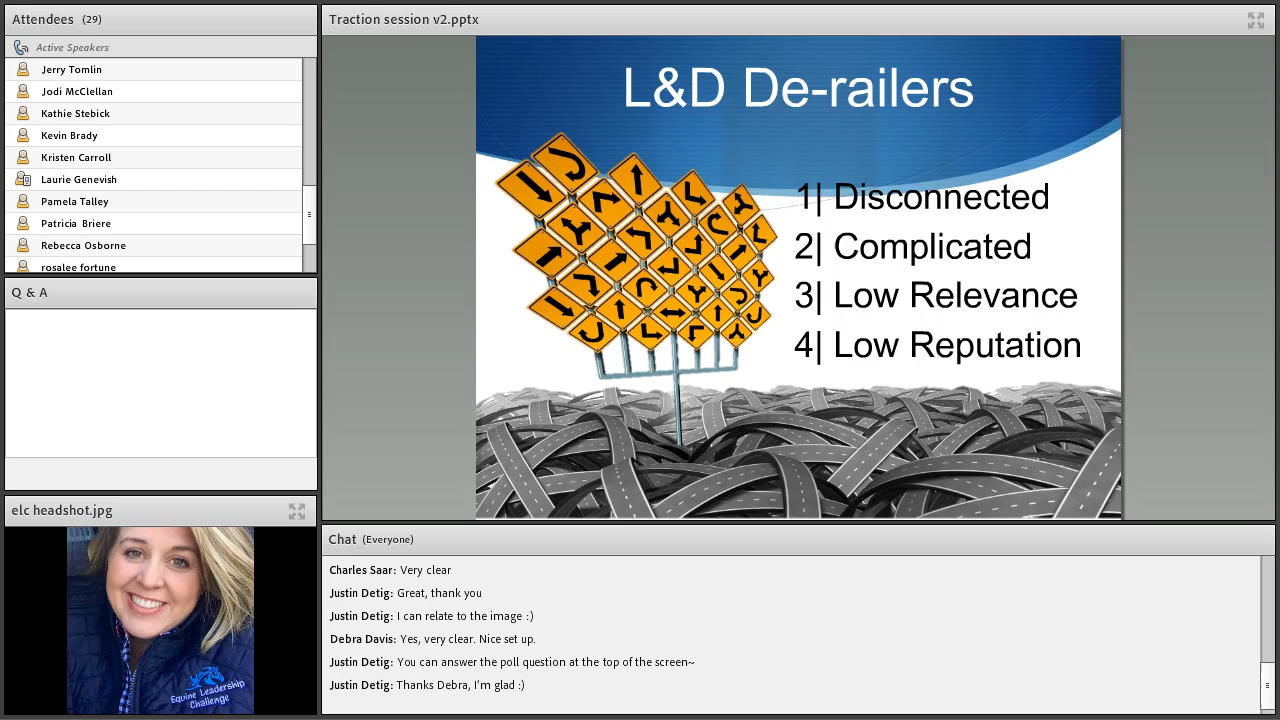 Attendees (29)
Active Speakers
Jerry Tomlin
Jodi McClellan
Kathie Stebick
Kevin Brady
Kristen Carroll
Laurie Genevish
Pamela Talley
Patricia Briere
Rebecca Osborne
rosalee fortune
Q & A
elc headshot.jpg
Equine Leadership
Challenge
Traction session v2.pptx
L&D De-railers
1| Disconnected
2| Complicated
3| Low Relevance
4| Low Reputation
Chat (Everyone)
Charles Saar: Very clear
Justin Detig: Great, thank you
Justin Detig: I can relate to the image :)
Debra Davis: Yes, very clear. Nice set up.
Justin Detig: You can answer the poll question at the top of the screen~
Justin Detig: Thanks Debra, I'm glad :)